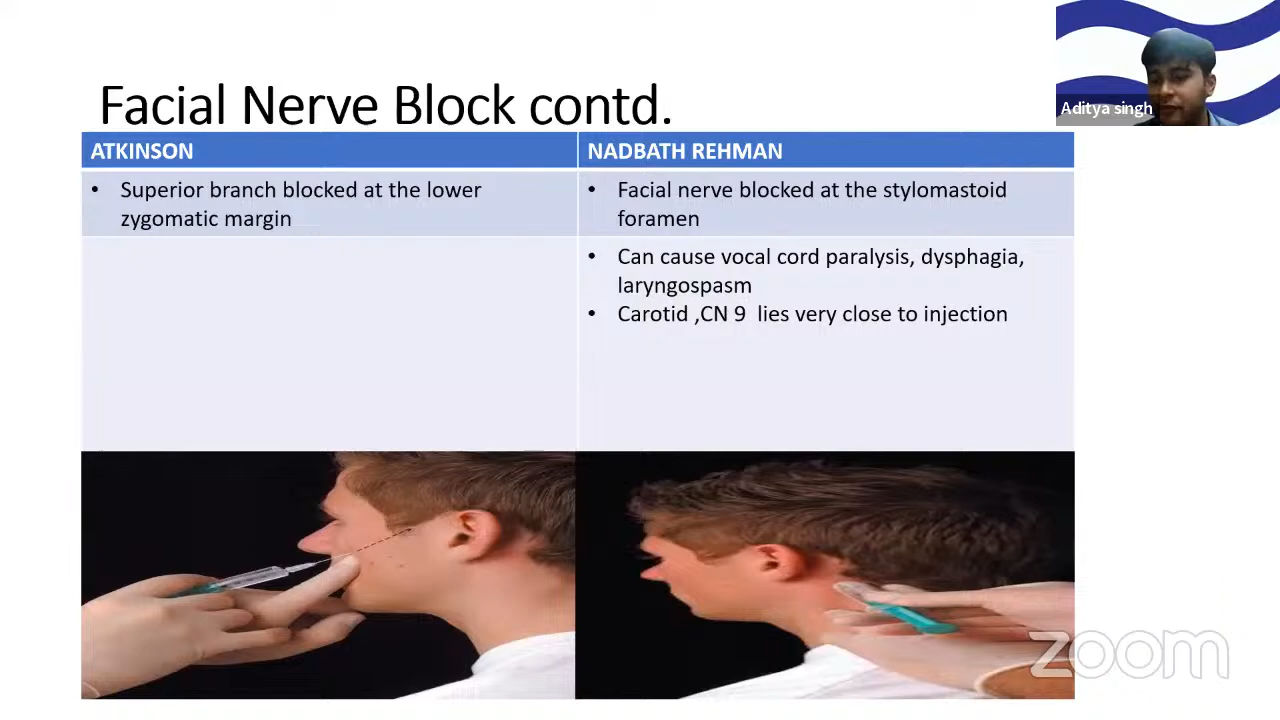 Facial Nerve Block contd.
Aditya singh
ATKINSON
NADBATH REHMAN
• Superior branch blocked at the lower
zygomatic margin
• Facial nerve blocked at the stylomastoid
foramen
• Can cause vocal cord paralysis, dysphagia,
laryngospasm
• Carotid ,CN 9 lies very close to injection
zoom